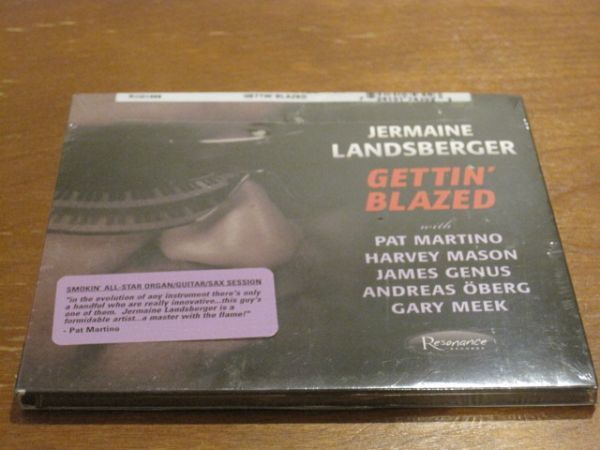 GETTIN' BLAZED
JERMAINE
LANDSBERGER
GETTIN'
BLAZED
with
PAT MARTINO
HARVEY MASON
JAMES GENUS
ANDREAS ÖBERG
GARY MEEK
Resonance
RECORDS
SMOKIN' ALL-STAR ORGAN/GUITAR/SAX SESSION
"in the evolution of any instrument there's only
a handful who are really innovative...this guy's
one of them. Jermaine Landsberger is a
formidable artist...a master with the flame!"
- Pat Martino